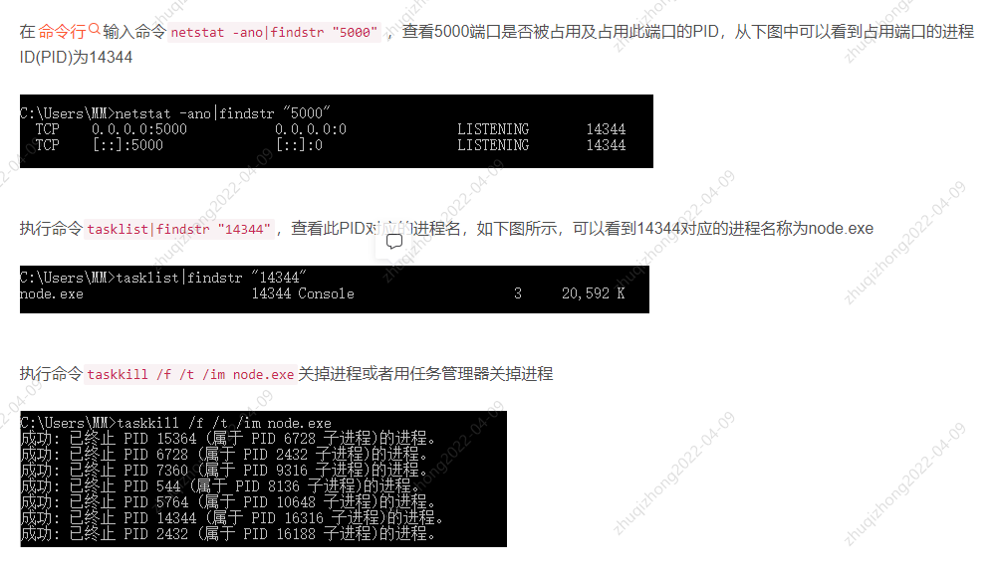 在命令行输入命令 netstat -ano|findstr "5000" ，查看5000端口是否被占用及占用此端口的PID，从下图中可以看到占用端口的进程
ID(PID)为14344
C:\Users\MM>netstat -ano|findstr "5000"
TCP 0.0.0.0:5000 0.0.0.0:0 LISTENING 14344
TCP [::]:5000 [::]:0 LISTENING 14344
执行命令 tasklist|findstr "14344" ，查看此PID对应的进程名，如下图所示，可以看到14344对应的进程名称为node.exe
C:\Users\MM>tasklist|findstr "14344"
node.exe 14344 Console 3 20,592 K
执行命令 taskkill /f /t /im node.exe 关掉进程或者用任务管理器关掉进程
C:\Users\MM>taskkill /f /t /im node.exe
成功: 已终止 PID 15364 (属于 PID 6728 子进程)的进程。
成功: 已终止 PID 6728 (属于 PID 2432 子进程)的进程。
成功: 已终止 PID 7360 (属于 PID 9316 子进程)的进程。
成功: 已终止 PID 544 (属于 PID 8136 子进程)的进程。
成功: 已终止 PID 5764 (属于 PID 10648 子进程)的进程。
成功: 已终止 PID 14344 (属于 PID 16316 子进程)的进程。
成功: 已终止 PID 2432 (属于 PID 16188 子进程)的进程。
zhuqizhong2022-04-09